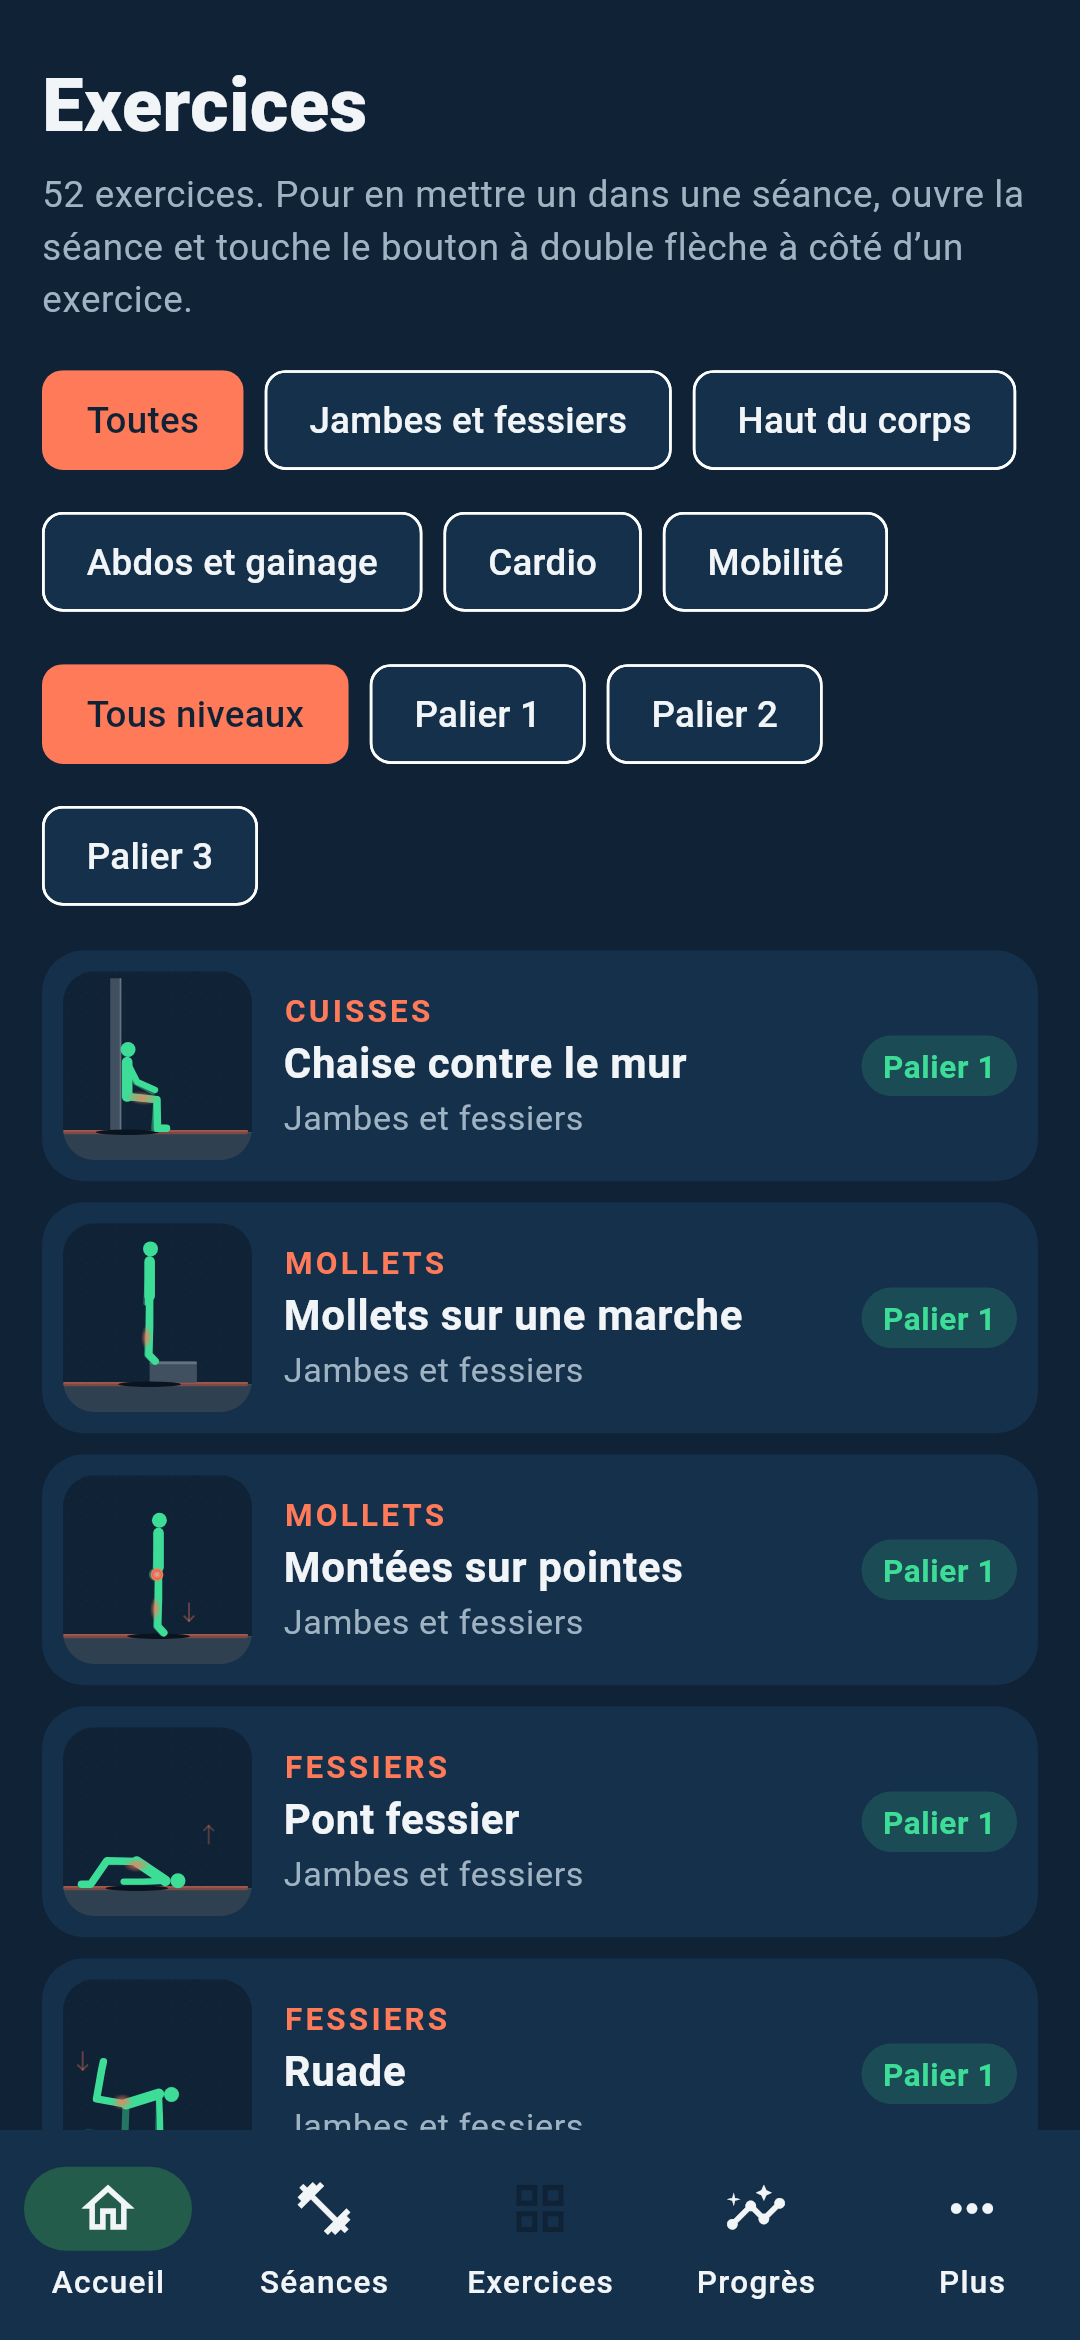 Exercices
52 exercices. Pour en mettre un dans une séance, ouvre la
séance et touche le bouton à double flèche à côté d’un
exercice.
Toutes
Jambes et fessiers
Haut du corps
Abdos et gainage
Cardio
Mobilité
Tous niveaux
Palier 1
Palier 2
Palier 3
CUISSES
Chaise contre le mur
Jambes et fessiers
Palier 1
MOLLETS
Mollets sur une marche
Jambes et fessiers
Palier 1
MOLLETS
Montées sur pointes
Jambes et fessiers
Palier 1
FESSIERS
Pont fessier
Jambes et fessiers
Palier 1
FESSIERS
Ruade
Jambes et fessiers
Palier 1
Accueil
Séances
Exercices
Progrès
Plus